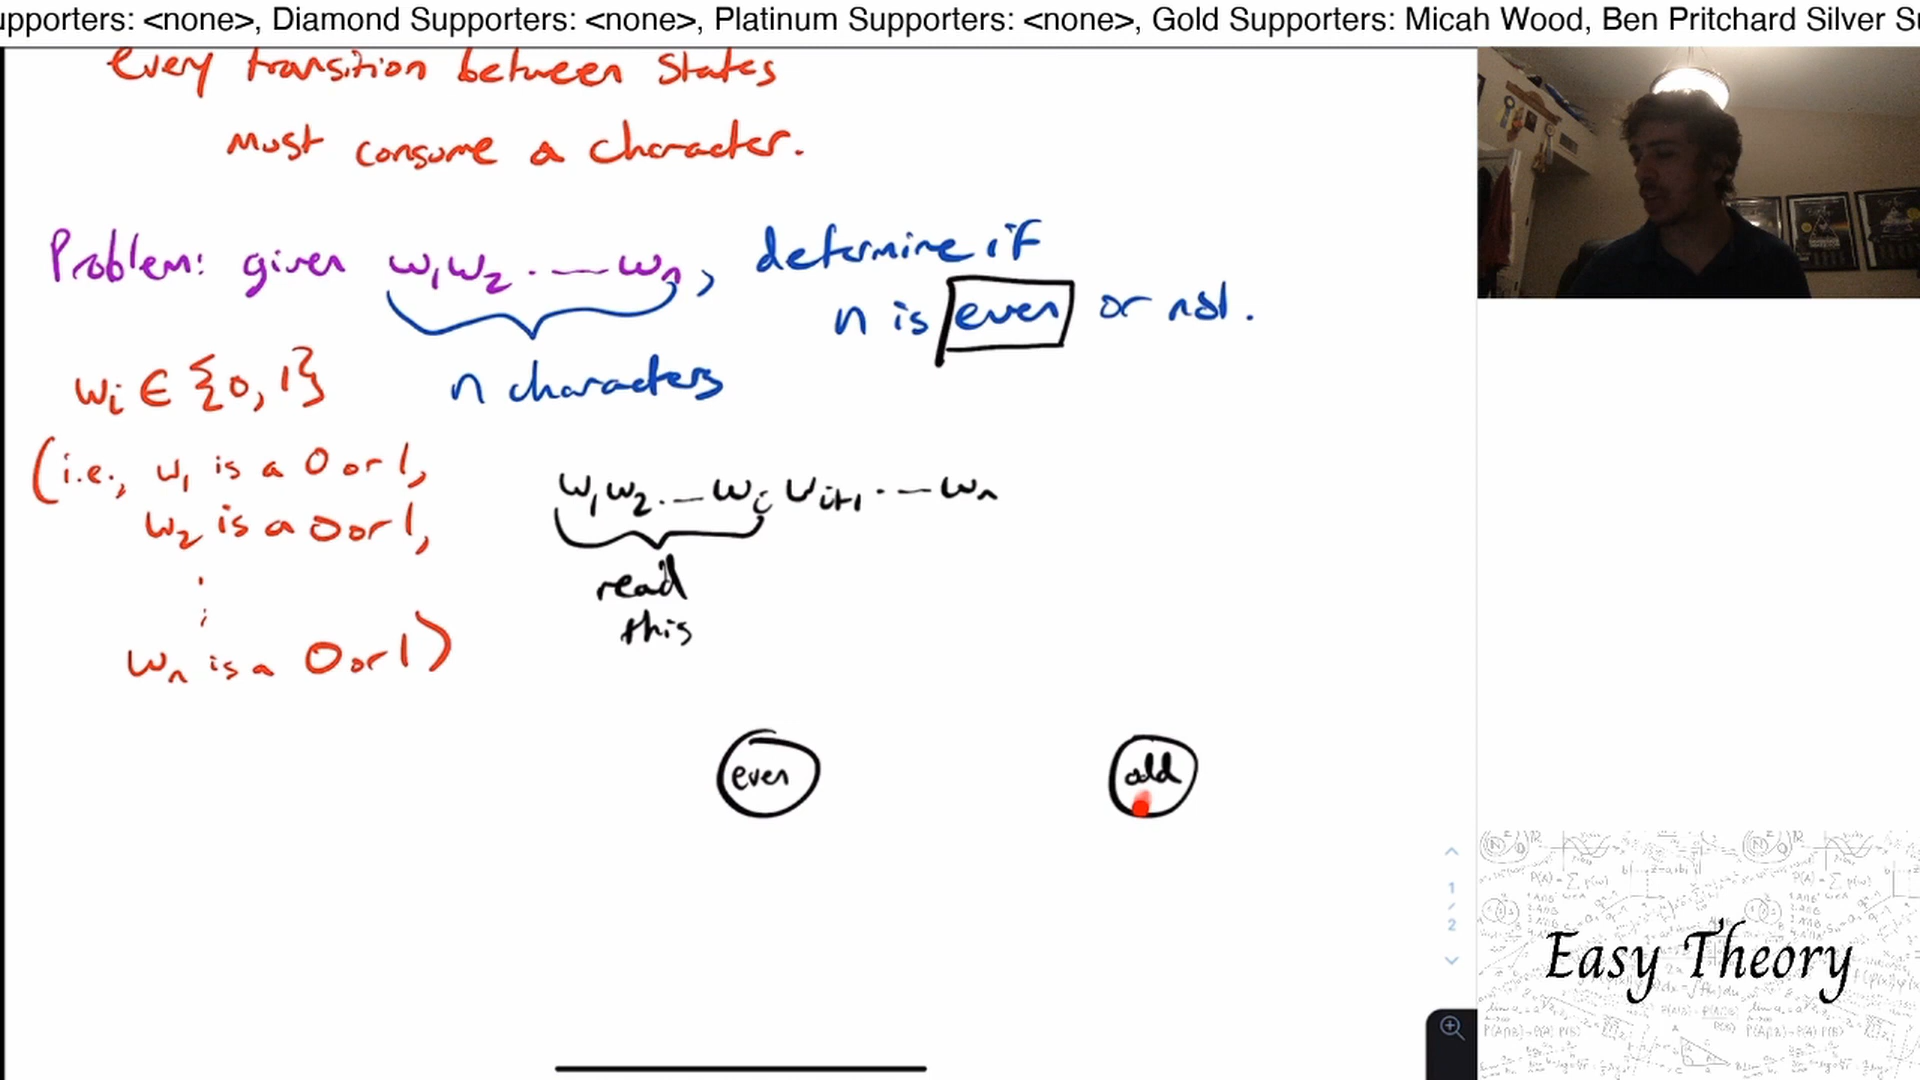 upporters: <none>, Diamond Supporters: <none>, Platinum Supporters: <none>, Gold Supporters: Micah Wood, Ben Pritchard Silver Su
every transition between states
must consume a character.
Problem: given w₁w₂.—wₙ, determine if
n is even or not.
n characters
wᵢ ∈ {0, 1}
(i.e., w₁ is a 0 or 1,
w₂ is a 0 or 1,
wₙ is a 0 or 1)
w₁w₂.—wᵢ wᵢ₊₁.—wₙ
read
this
even
odd
1
2
Easy Theory